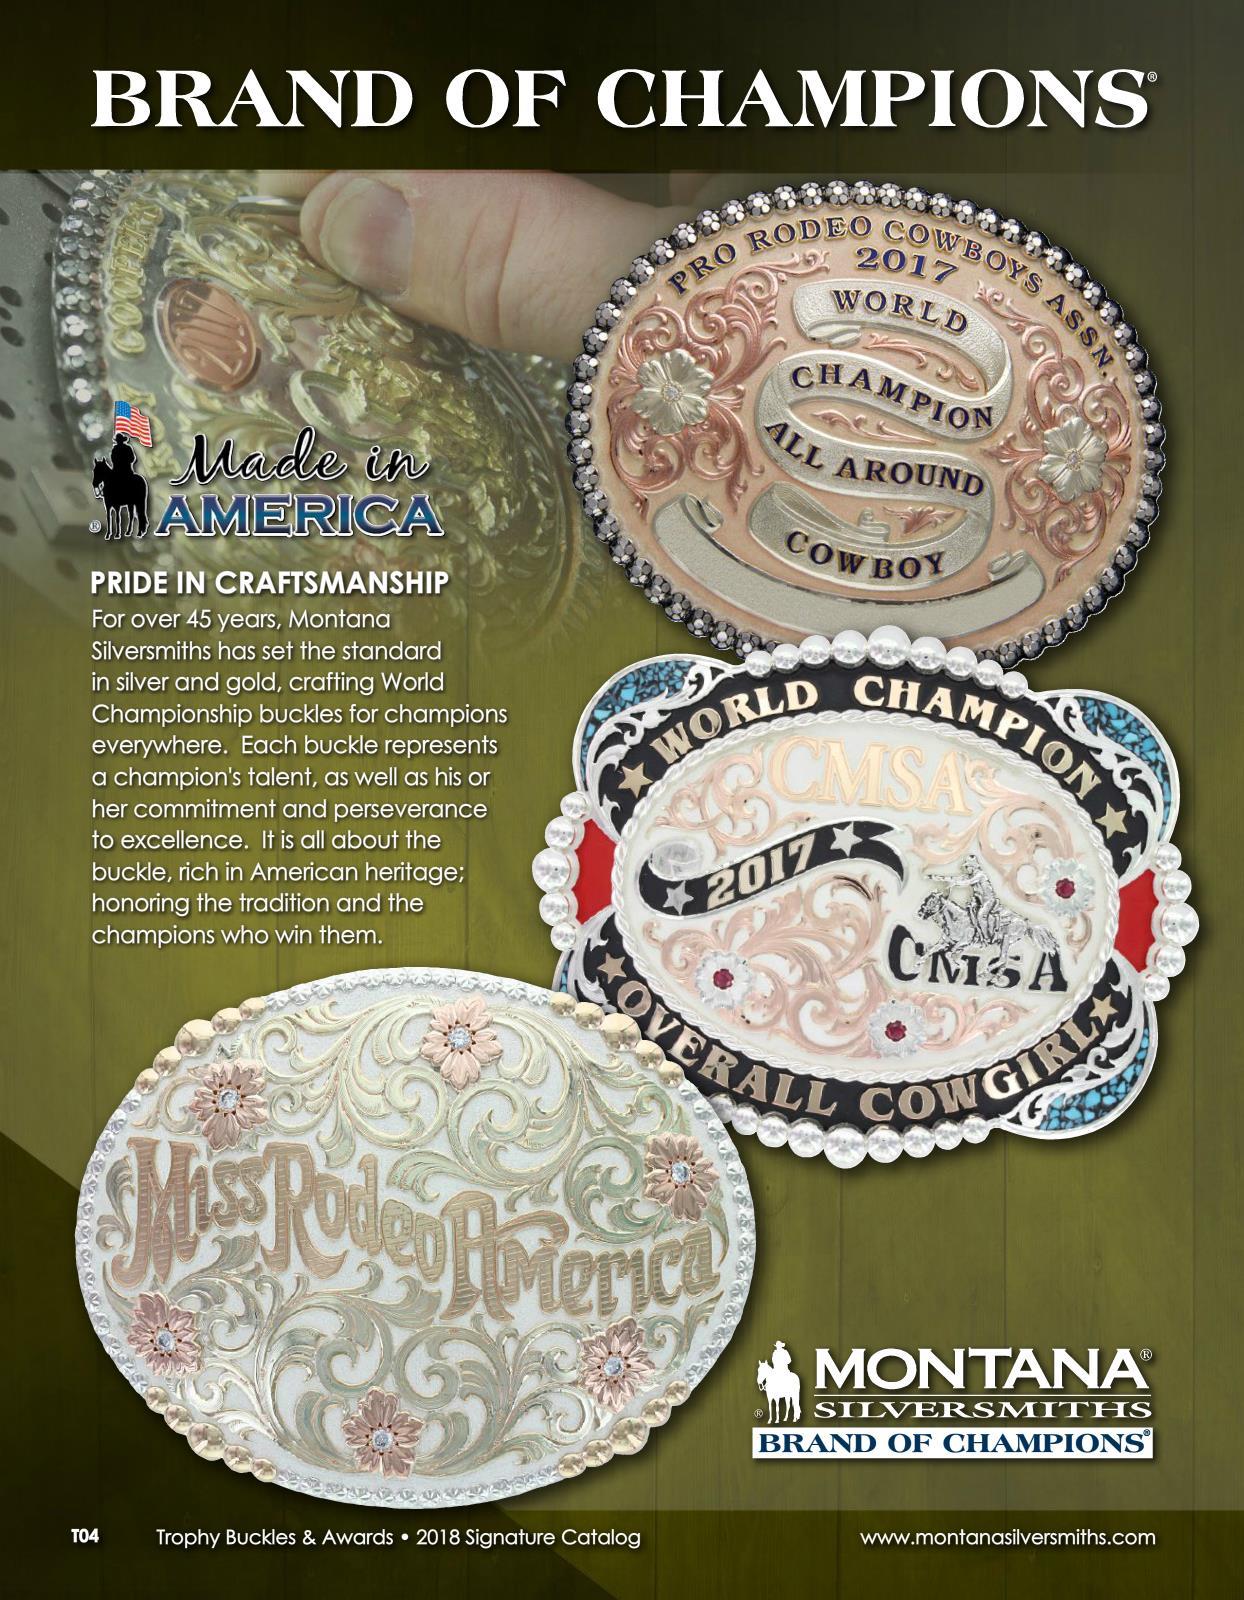 BRAND OF CHAMPIONS®
COOPER
2017
PRO RODEO COWBOYS ASSN.
2017
WORLD
CHAMPION
ALL AROUND
COWBOY
Made in
® AMERICA
PRIDE IN CRAFTSMANSHIP
For over 45 years, Montana
Silversmiths has set the standard
in silver and gold, crafting World
Championship buckles for champions
everywhere. Each buckle represents
a champion's talent, as well as his or
her commitment and perseverance
to excellence. It is all about the
buckle, rich in American heritage;
honoring the tradition and the
champions who win them.
WORLD CHAMPION
CMSA
2017
CMSA
OVERALL COWGIRL
Miss Rodeo America
MONTANA®
® SILVERSMITHS
BRAND OF CHAMPIONS®
T04 Trophy Buckles & Awards • 2018 Signature Catalog www.montanasilversmiths.com